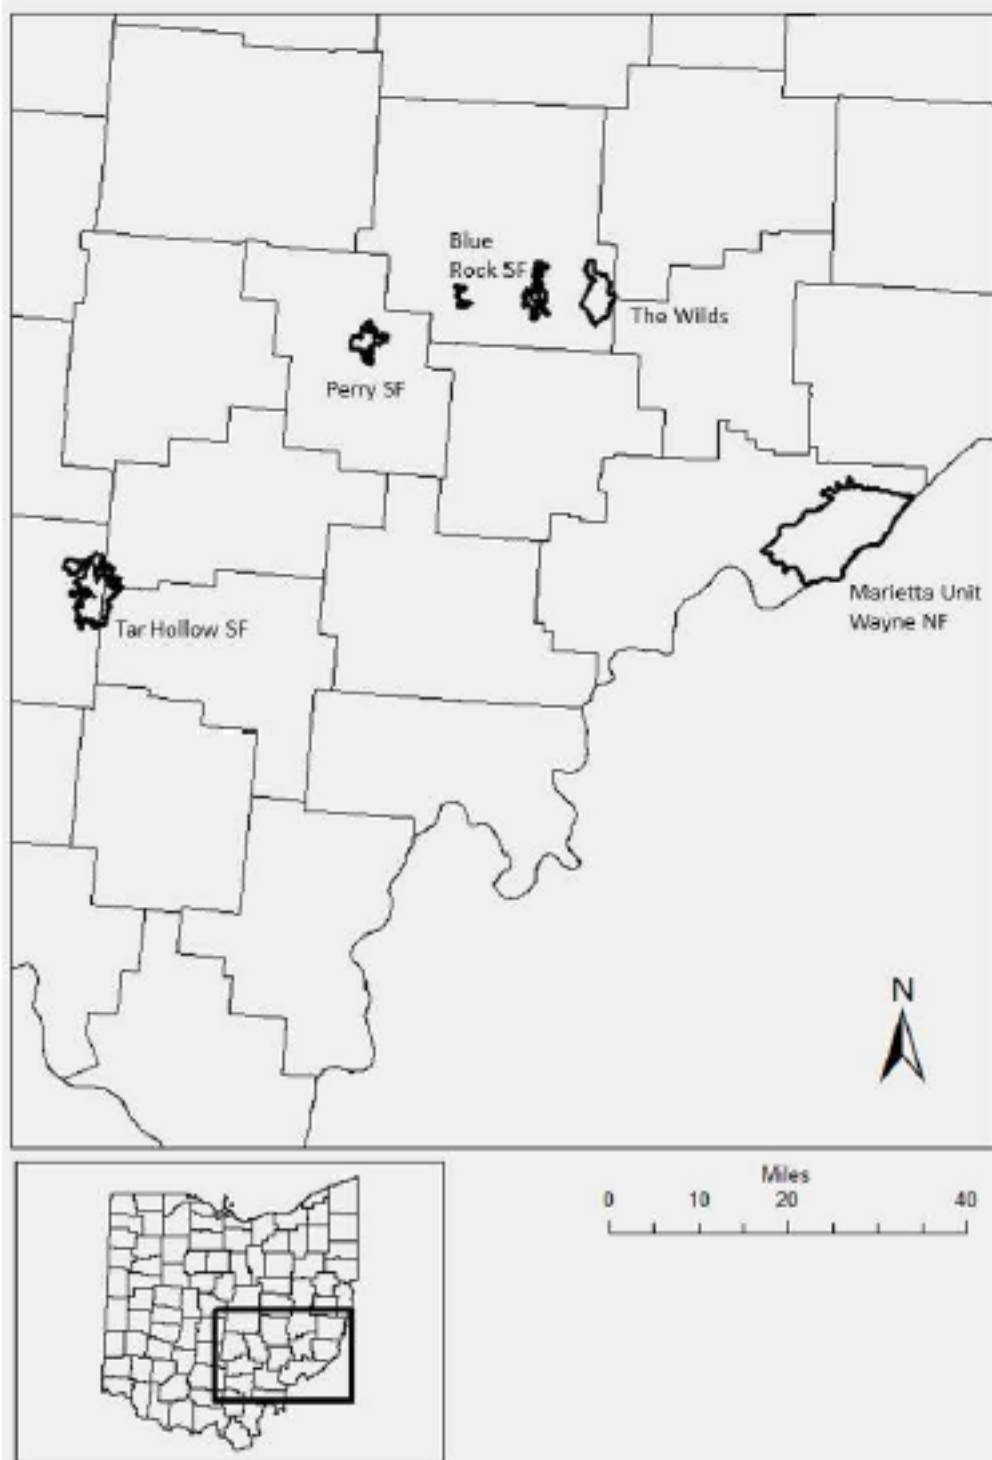 Blue
Rock SF
The Wilds
Perry SF
Marietta Unit
Wayne NF
Tar Hollow SF
N
Miles
0 10 20 40